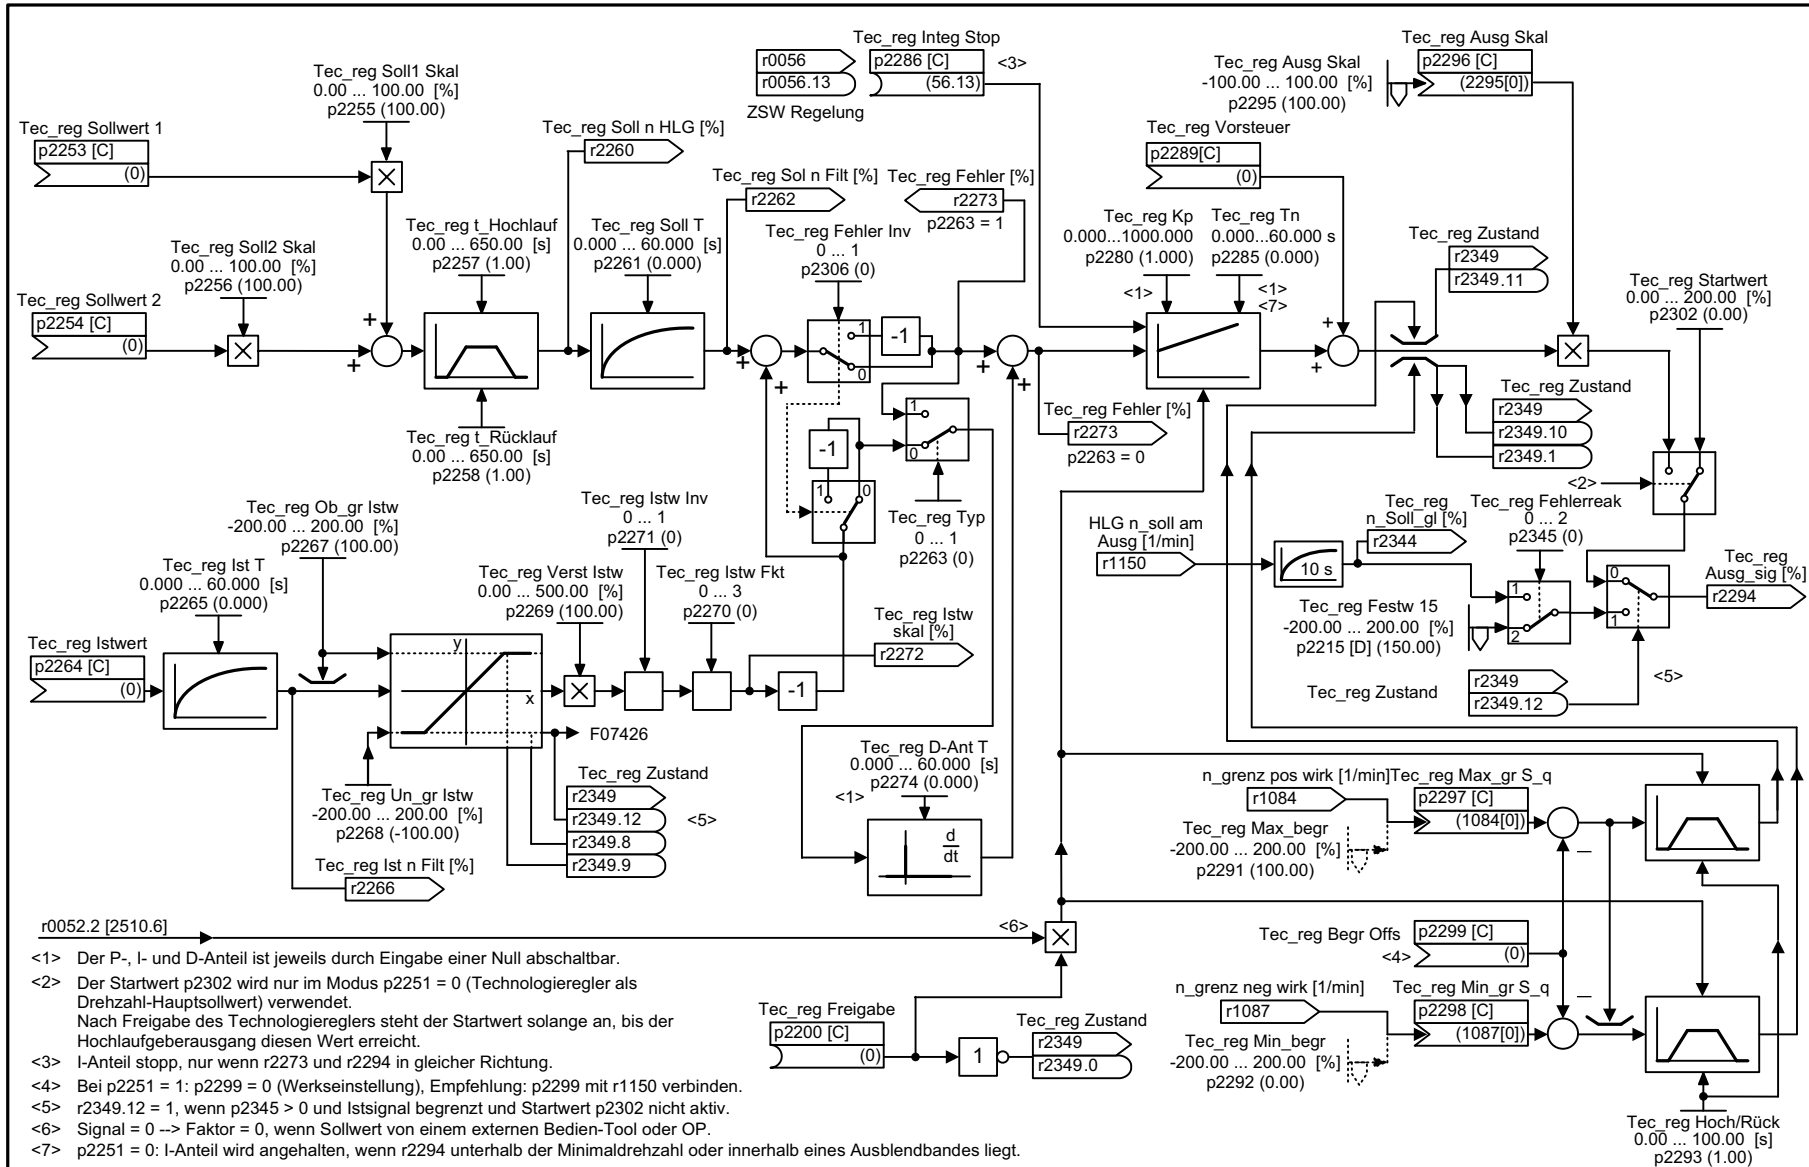 Tec_reg Integ Stop
r0056
r0056.13
p2286 [C]
(56.13)
<3>
ZSW Regelung
Tec_reg Ausg Skal
-100.00 ... 100.00 [%]
p2295 (100.00)
Tec_reg Ausg Skal
p2296 [C]
(2295[0])
Tec_reg Soll1 Skal
0.00 ... 100.00 [%]
p2255 (100.00)
Tec_reg Sollwert 1
p2253 [C]
(0)
Tec_reg Soll n HLG [%]
r2260
Tec_reg Vorsteuer
p2289[C]
(0)
Tec_reg Sol n Filt [%]
r2262
Tec_reg Fehler [%]
r2273
p2263 = 1
Tec_reg Soll2 Skal
0.00 ... 100.00 [%]
p2256 (100.00)
Tec_reg Sollwert 2
p2254 [C]
(0)
Tec_reg t_Hochlauf
0.00 ... 650.00 [s]
p2257 (1.00)
Tec_reg Soll T
0.000 ... 60.000 [s]
p2261 (0.000)
Tec_reg Fehler Inv
0 ... 1
p2306 (0)
Tec_reg Kp
0.000...1000.000
p2280 (1.000)
<1>
Tec_reg Tn
0.000...60.000 s
p2285 (0.000)
<1>
<7>
Tec_reg Zustand
r2349
r2349.11
Tec_reg Startwert
0.00 ... 200.00 [%]
p2302 (0.00)
+
+
+
+
1
0
-1
+
+
+
+
Tec_reg t_Rücklauf
0.00 ... 650.00 [s]
p2258 (1.00)
Tec_reg Fehler [%]
r2273
p2263 = 0
Tec_reg Zustand
r2349
r2349.10
r2349.1
1
0
-1
1
0
Tec_reg Typ
0 ... 1
p2263 (0)
<2>
Tec_reg Ob_gr Istw
-200.00 ... 200.00 [%]
p2267 (100.00)
Tec_reg Istw Inv
0 ... 1
p2271 (0)
HLG n_soll am
Ausg [1/min]
r1150
10 s
Tec_reg
n_Soll_gl [%]
r2344
Tec_reg Fehlerreak
0 ... 2
p2345 (0)
Tec_reg Ist T
0.000 ... 60.000 [s]
p2265 (0.000)
Tec_reg Verst Istw
0.00 ... 500.00 [%]
p2269 (100.00)
Tec_reg Istw Fkt
0 ... 3
p2270 (0)
Tec_reg
Ausg_sig [%]
r2294
1
2
0
1
Tec_reg Festw 15
-200.00 ... 200.00 [%]
p2215 [D] (150.00)
Tec_reg Istwert
p2264 [C]
(0)
y
x
-1
Tec_reg Istw
skal [%]
r2272
Tec_reg Zustand
r2349
r2349.12
<5>
F07426
Tec_reg Un_gr Istw
-200.00 ... 200.00 [%]
p2268 (-100.00)
Tec_reg Zustand
r2349
r2349.12
r2349.8
r2349.9
<5>
Tec_reg D-Ant T
0.000 ... 60.000 [s]
p2274 (0.000)
<1>
d
dt
n_grenz pos wirk [1/min]
r1084
Tec_reg Max_gr S_q
p2297 [C]
(1084[0])
Tec_reg Max_begr
-200.00 ... 200.00 [%]
p2291 (100.00)
—
Tec_reg Ist n Filt [%]
r2266
r0052.2 [2510.6]
<6>
Tec_reg Begr Offs
<4>
p2299 [C]
(0)
n_grenz neg wirk [1/min]
r1087
Tec_reg Min_gr S_q
p2298 [C]
(1087[0])
—
Tec_reg Min_begr
-200.00 ... 200.00 [%]
p2292 (0.00)
Tec_reg Freigabe
p2200 [C]
(0)
1
Tec_reg Zustand
r2349
r2349.0
Tec_reg Hoch/Rück
0.00 ... 100.00 [s]
p2293 (1.00)
<1> Der P-, I- und D-Anteil ist jeweils durch Eingabe einer Null abschaltbar.
<2> Der Startwert p2302 wird nur im Modus p2251 = 0 (Technologieregler als
Drehzahl-Hauptsollwert) verwendet.
Nach Freigabe des Technologiereglers steht der Startwert solange an, bis der
Hochlaufgeberausgang diesen Wert erreicht.
<3> I-Anteil stopp, nur wenn r2273 und r2294 in gleicher Richtung.
<4> Bei p2251 = 1: p2299 = 0 (Werkseinstellung), Empfehlung: p2299 mit r1150 verbinden.
<5> r2349.12 = 1, wenn p2345 > 0 und Istsignal begrenzt und Startwert p2302 nicht aktiv.
<6> Signal = 0 --> Faktor = 0, wenn Sollwert von einem externen Bedien-Tool oder OP.
<7> p2251 = 0: I-Anteil wird angehalten, wenn r2294 unterhalb der Minimaldrehzahl oder innerhalb eines Ausblendbandes liegt.